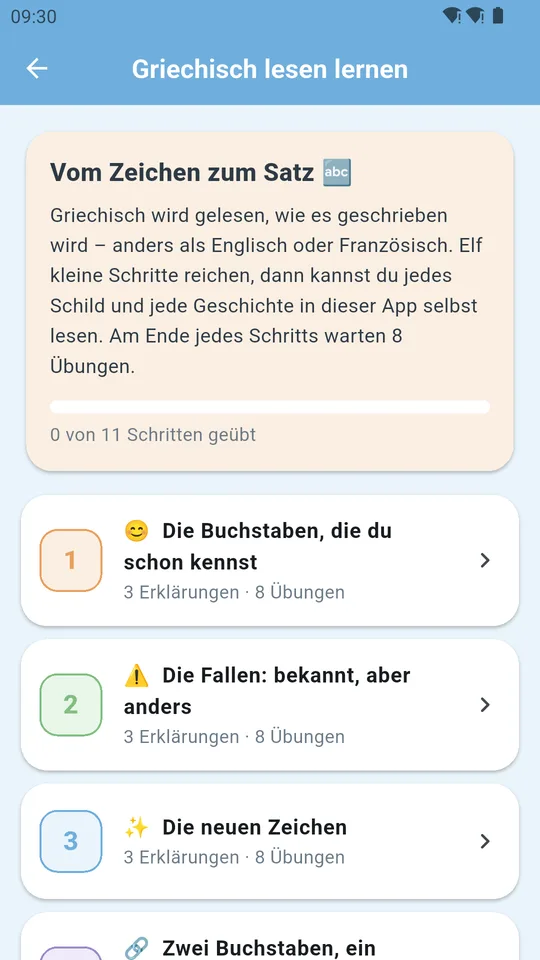 09:30
Griechisch lesen lernen
Vom Zeichen zum Satz 🔤
Griechisch wird gelesen, wie es geschrieben
wird – anders als Englisch oder Französisch. Elf
kleine Schritte reichen, dann kannst du jedes
Schild und jede Geschichte in dieser App selbst
lesen. Am Ende jedes Schritts warten 8
Übungen.
0 von 11 Schritten geübt
1
😊 Die Buchstaben, die du
schon kennst
3 Erklärungen · 8 Übungen
2
⚠️ Die Fallen: bekannt, aber
anders
3 Erklärungen · 8 Übungen
3
✨ Die neuen Zeichen
3 Erklärungen · 8 Übungen
🔗 Zwei Buchstaben, ein